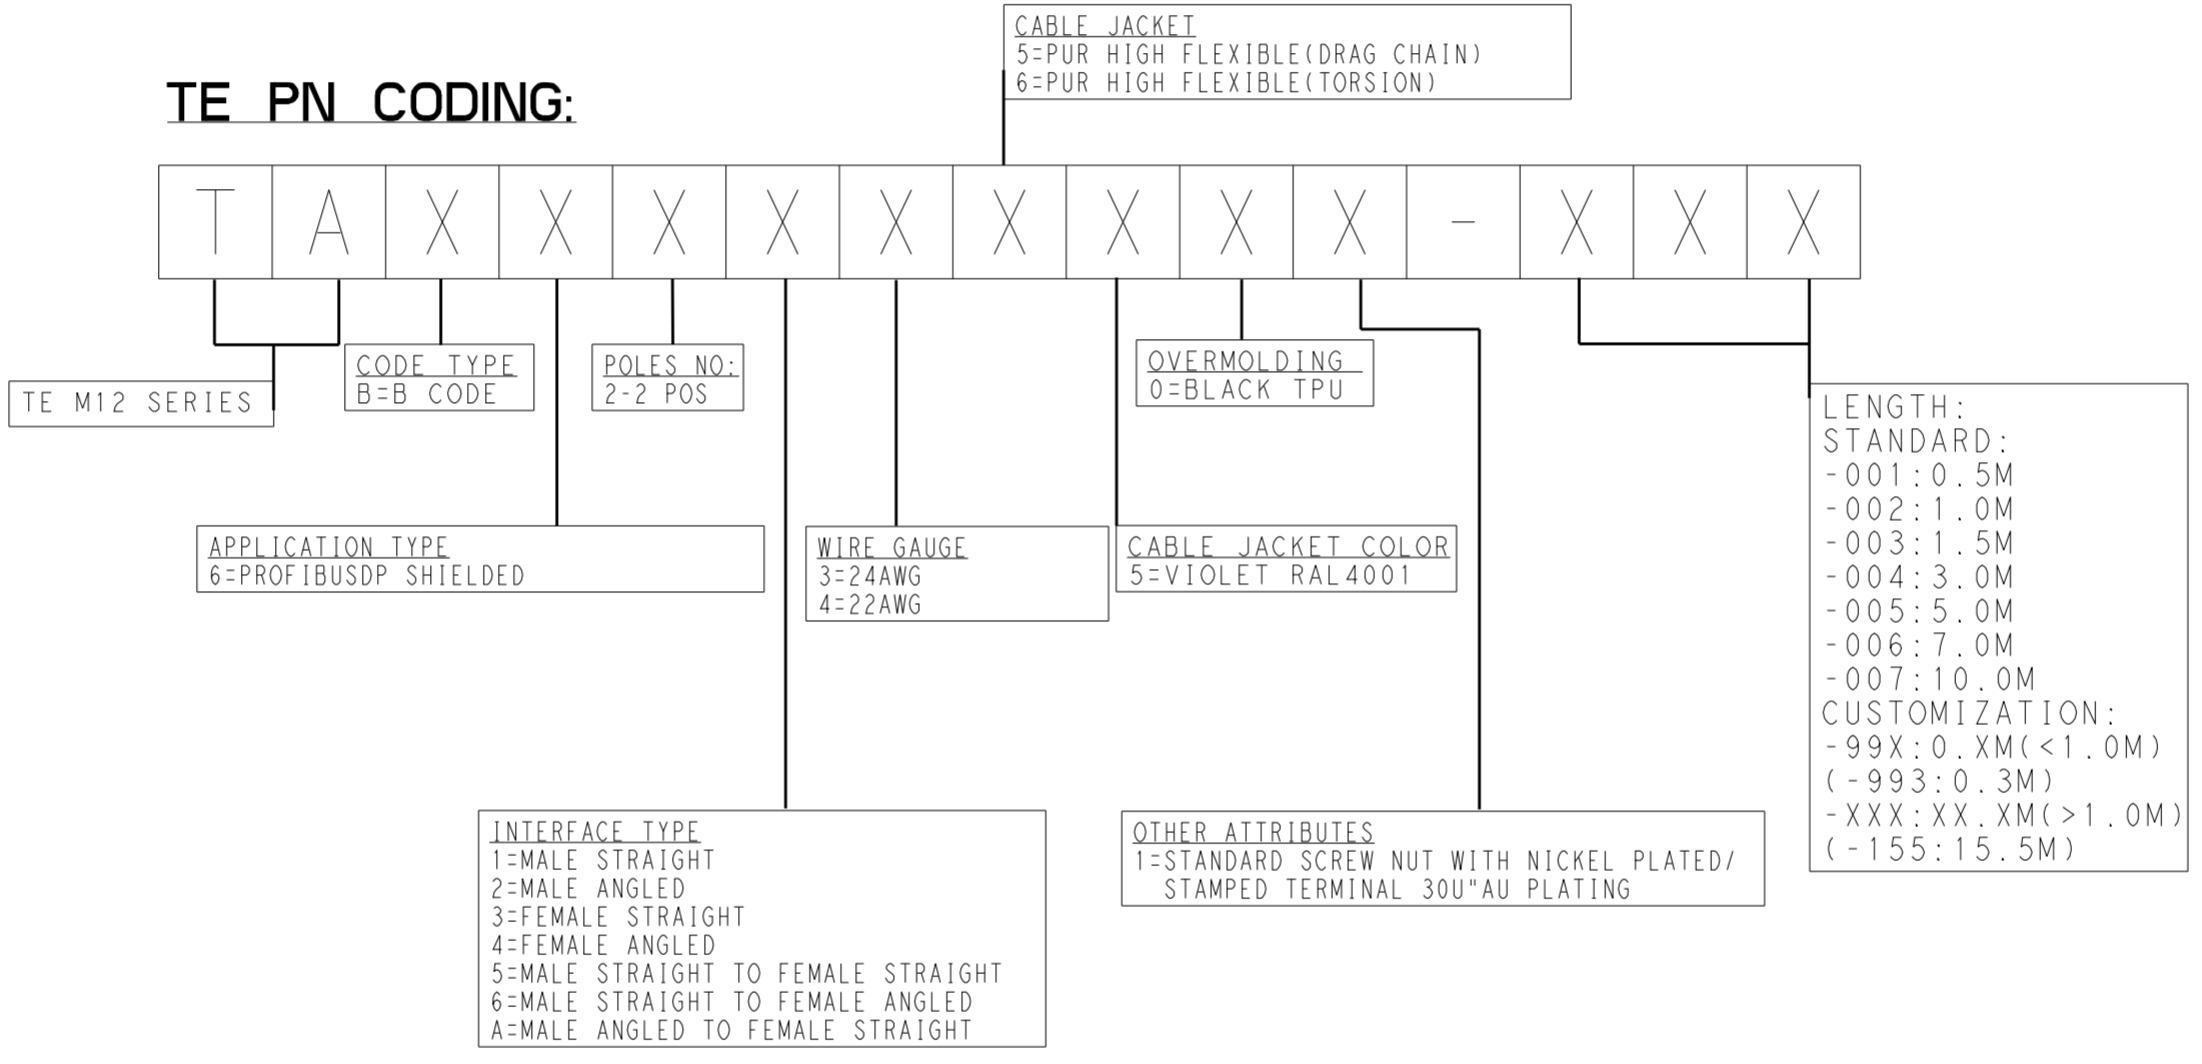 CABLE JACKET
5=PUR HIGH FLEXIBLE(DRAG CHAIN)
6=PUR HIGH FLEXIBLE(TORSION)
TE PN CODING:
T A X X X X X X X X X - X X X
TE M12 SERIES
CODE TYPE
B=B CODE
POLES NO:
2-2 POS
OVERMOLDING
0=BLACK TPU
APPLICATION TYPE
6=PROFIBUSDP SHIELDED
WIRE GAUGE
3=24AWG
4=22AWG
CABLE JACKET COLOR
5=VIOLET RAL4001
LENGTH:
STANDARD:
-001:0.5M
-002:1.0M
-003:1.5M
-004:3.0M
-005:5.0M
-006:7.0M
-007:10.0M
CUSTOMIZATION:
-99X:0.XM(<1.0M)
(-993:0.3M)
-XXX:XX.XM(>1.0M)
(-155:15.5M)
INTERFACE TYPE
1=MALE STRAIGHT
2=MALE ANGLED
3=FEMALE STRAIGHT
4=FEMALE ANGLED
5=MALE STRAIGHT TO FEMALE STRAIGHT
6=MALE STRAIGHT TO FEMALE ANGLED
A=MALE ANGLED TO FEMALE STRAIGHT
OTHER ATTRIBUTES
1=STANDARD SCREW NUT WITH NICKEL PLATED/
STAMPED TERMINAL 30U"AU PLATING